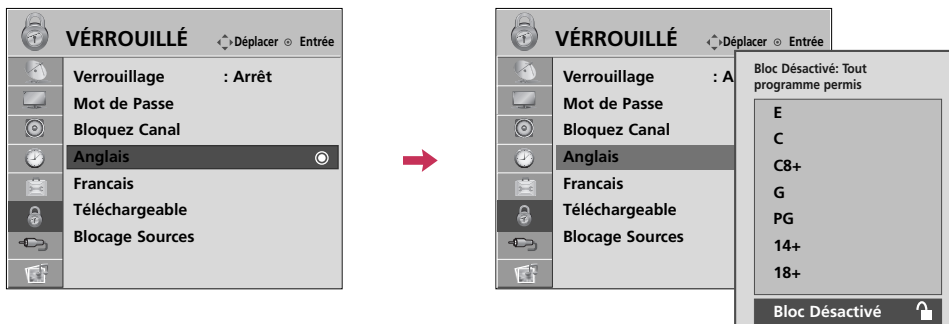 VÉRROUILLÉ Déplacer Entrée
Verrouillage : Arrêt
Mot de Passe
Bloquez Canal
Anglais
Francais
Téléchargeable
Blocage Sources
VÉRROUILLÉ Déplacer Entrée
Verrouillage : A
Mot de Passe
Bloquez Canal
Anglais
Francais
Téléchargeable
Blocage Sources
Bloc Désactivé: Tout
programme permis
E
C
C8+
G
PG
14+
18+
Bloc Désactivé